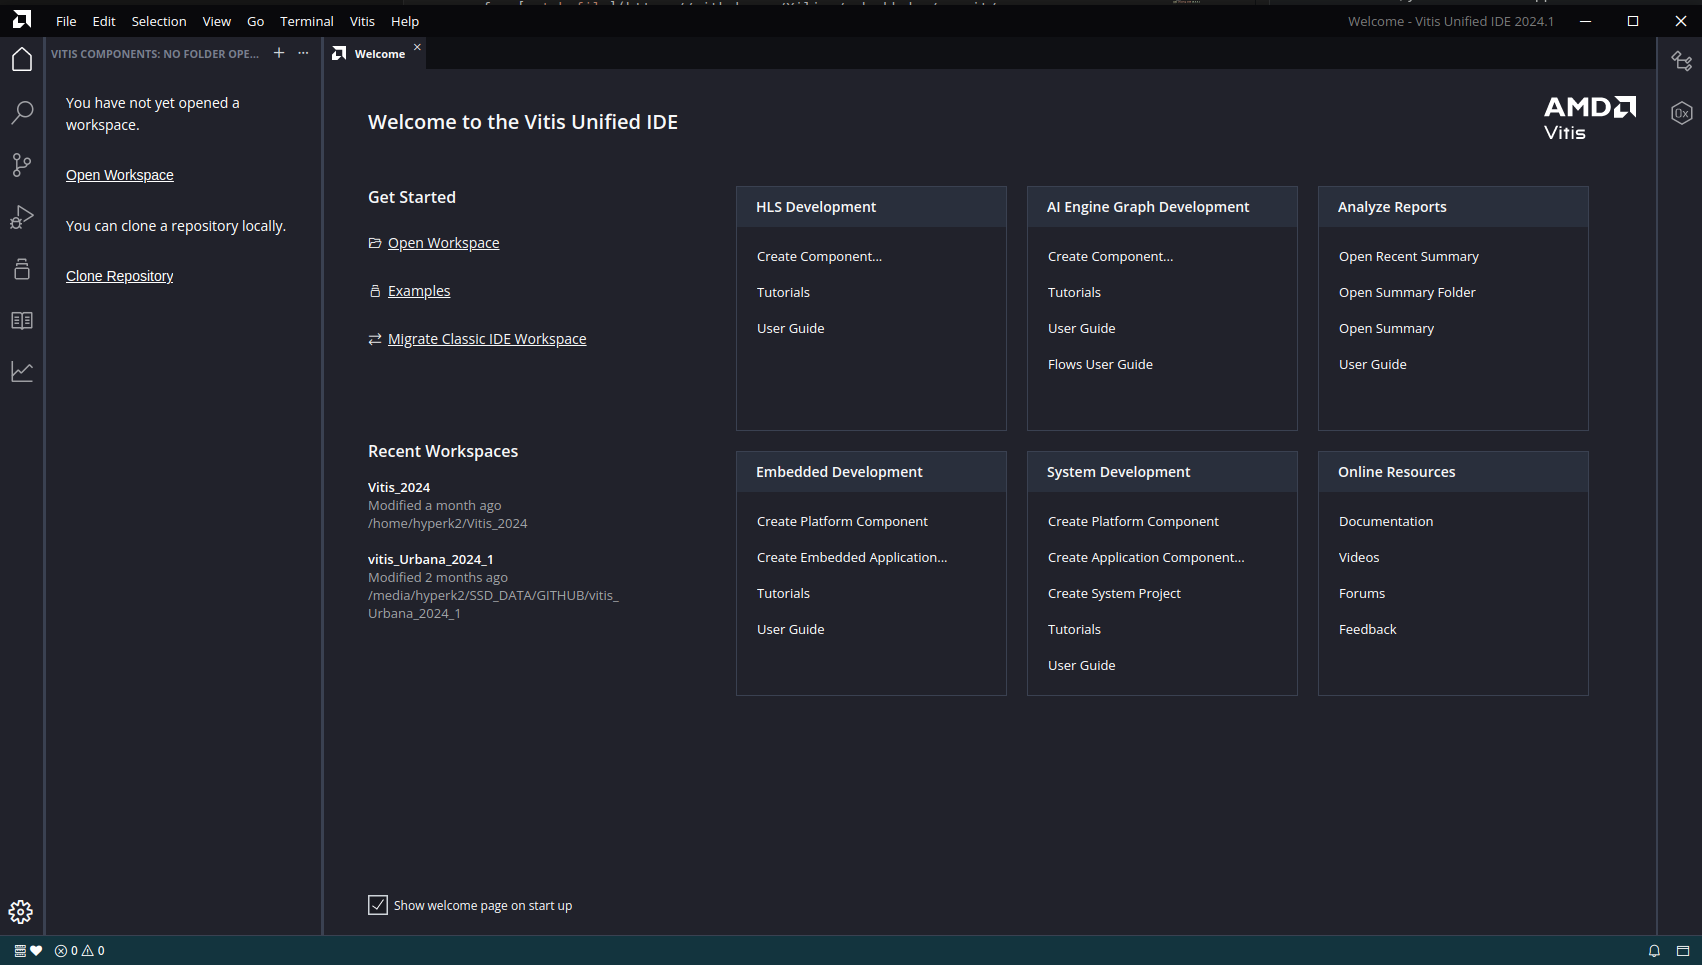 File Edit Selection View Go Terminal Vitis Help
Welcome - Vitis Unified IDE 2024.1
VITIS COMPONENTS: NO FOLDER OPE...
Welcome
You have not yet opened a
workspace.
Open Workspace
You can clone a repository locally.
Clone Repository
Welcome to the Vitis Unified IDE
AMD
Vitis
Get Started
Open Workspace
Examples
Migrate Classic IDE Workspace
Recent Workspaces
Vitis_2024
Modified a month ago
/home/hyperk2/Vitis_2024
vitis_Urbana_2024_1
Modified 2 months ago
/media/hyperk2/SSD_DATA/GITHUB/vitis_
Urbana_2024_1
HLS Development
Create Component...
Tutorials
User Guide
AI Engine Graph Development
Create Component...
Tutorials
User Guide
Flows User Guide
Analyze Reports
Open Recent Summary
Open Summary Folder
Open Summary
User Guide
Embedded Development
Create Platform Component
Create Embedded Application...
Tutorials
User Guide
System Development
Create Platform Component
Create Application Component...
Create System Project
Tutorials
User Guide
Online Resources
Documentation
Videos
Forums
Feedback
0x
Show welcome page on start up
0 0